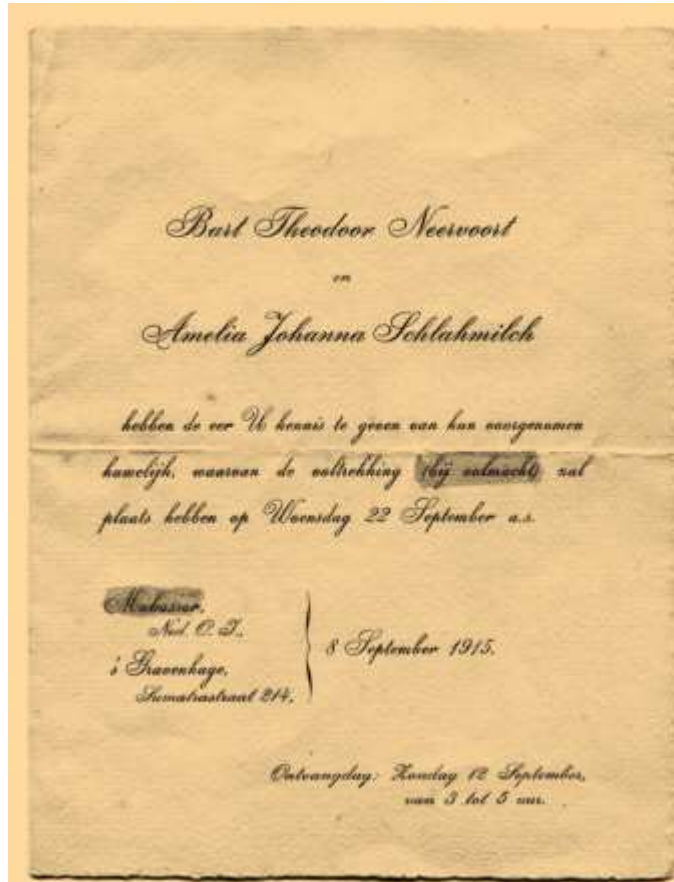 Bart Theodoor Neervoort
en
Amelia Johanna Schlahmilch
hebben de eer U kennis te geven van hun voorgenomen
huwelijk, waarvan de voltrekking (bij volmacht) zal
plaats hebben op Woensdag 22 September a.s.
Makasser,
Ned. O. I.,
's Gravenhage,
Sumatrastraat 214,
8 September 1915.
Ontvangdag: Zondag 12 September,
van 3 tot 5 uur.